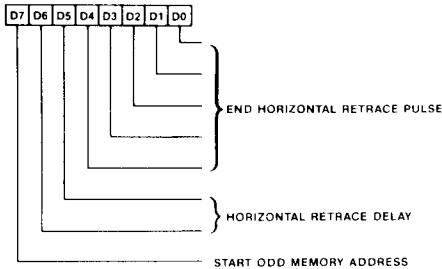 D7 D6 D5 D4 D3 D2 D1 D0
END HORIZONTAL RETRACE PULSE
HORIZONTAL RETRACE DELAY
START ODD MEMORY ADDRESS